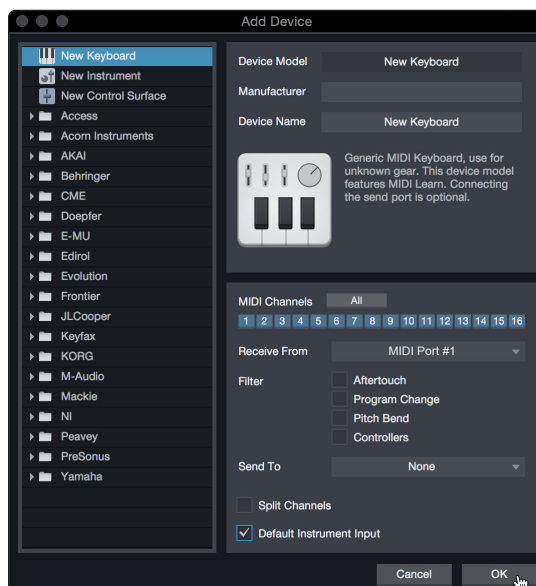 Add Device
New Keyboard
New Instrument
New Control Surface
Access
Acorn Instruments
AKAI
Behringer
CME
Doepfer
E-MU
Edirol
Evolution
Frontier
JLCooper
Keyfax
KORG
M-Audio
Mackie
NI
Peavey
PreSonus
Yamaha
Device Model New Keyboard
Manufacturer
Device Name New Keyboard
Generic MIDI Keyboard, use for
unknown gear. This device model
features MIDI Learn. Connecting
the send port is optional.
MIDI Channels All
1 2 3 4 5 6 7 8 9 10 11 12 13 14 15 16
Receive From MIDI Port #1
Filter Aftertouch
Program Change
Pitch Bend
Controllers
Send To None
Split Channels
Default Instrument Input
Cancel OK